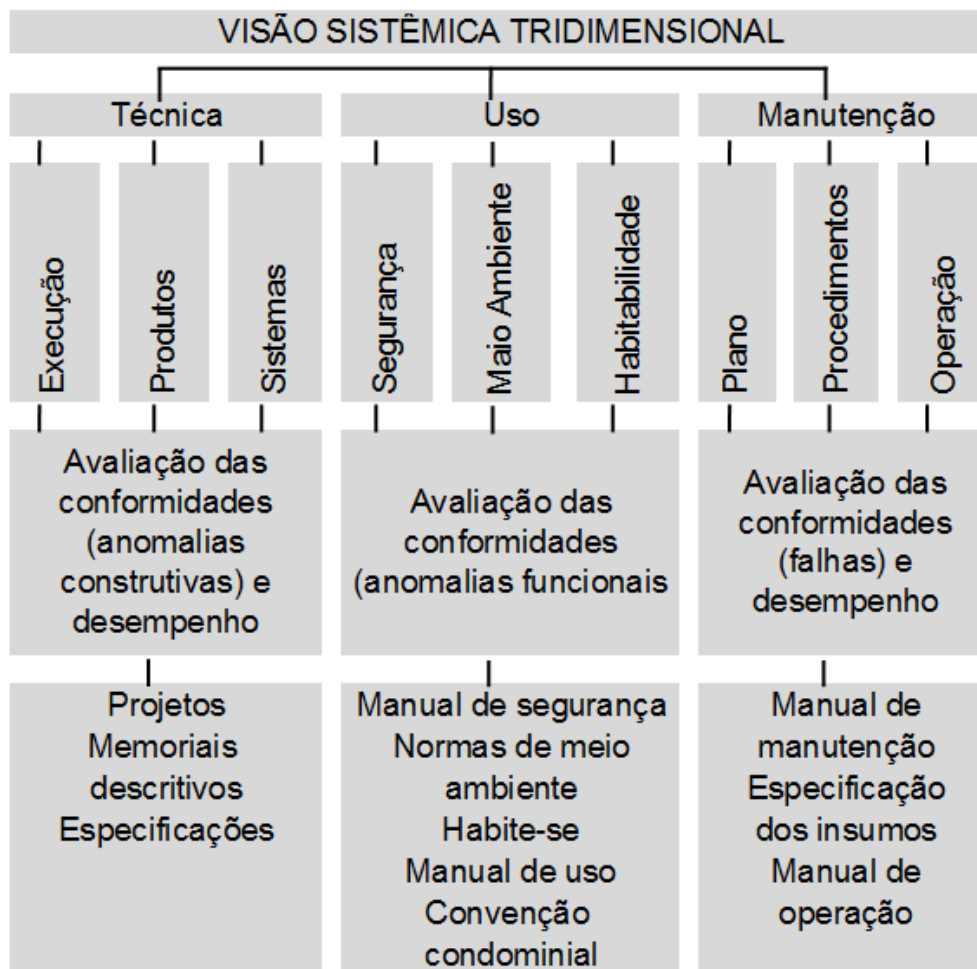 VISÃO SISTÊMICA TRIDIMENSIONAL
Técnica
Uso
Manutenção
Execução
Produtos
Sistemas
Segurança
Maio Ambiente
Habitabilidade
Plano
Procedimentos
Operação
Avaliação das
conformidades
(anomalias
construtivas) e
desempenho
Avaliação das
conformidades
(anomalias funcionais
Avaliação das
conformidades
(falhas) e
desempenho
Projetos
Memoriais
descritivos
Especificações
Manual de segurança
Normas de meio
ambiente
Habite-se
Manual de uso
Convenção
condominial
Manual de
manutenção
Especificação
dos insumos
Manual de
operação